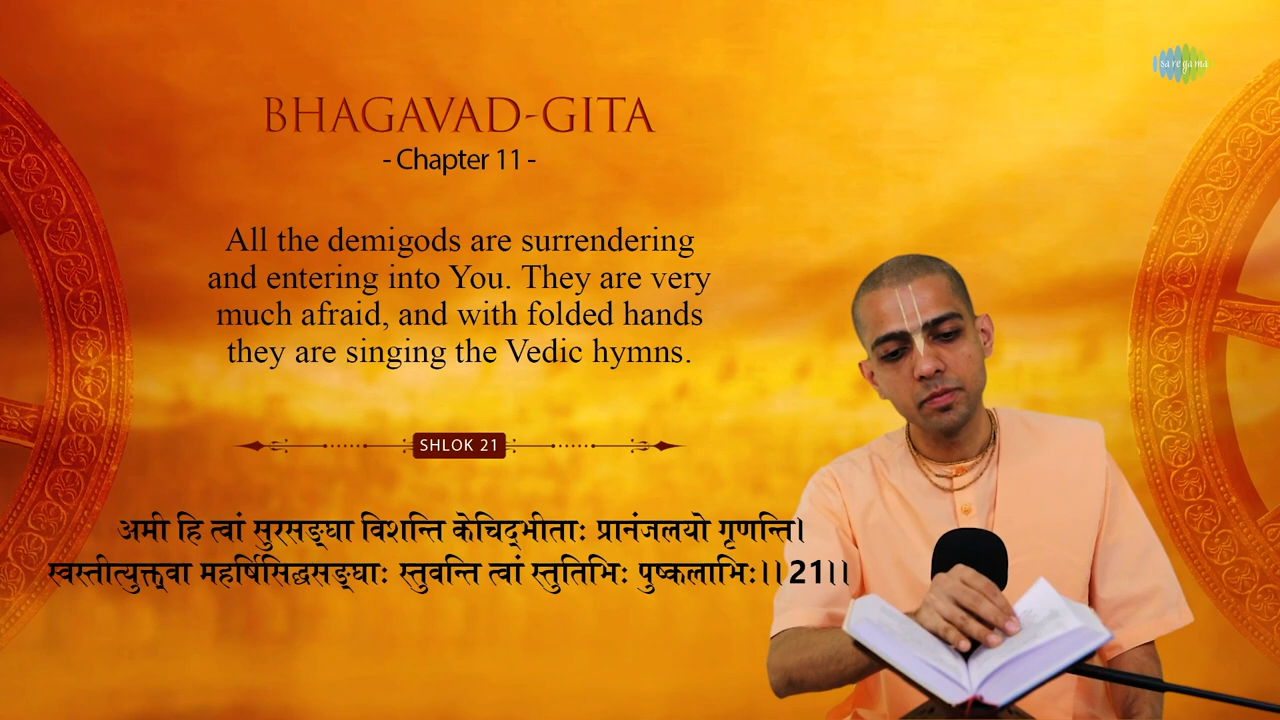 saregama
BHAGAVAD-GITA
- Chapter 11 -
All the demigods are surrendering
and entering into You. They are very
much afraid, and with folded hands
they are singing the Vedic hymns.
SHLOK 21
अमी हि त्वां सुरसङ्घा विशन्ति केचिद्भीताः प्रानंजलयो गृणन्ति।
स्वस्तीत्युक्त्वा महर्षिसिद्धसङ्घाः स्तुवन्ति त्वां स्तुतिभिः पुष्कलाभिः।। 21।।